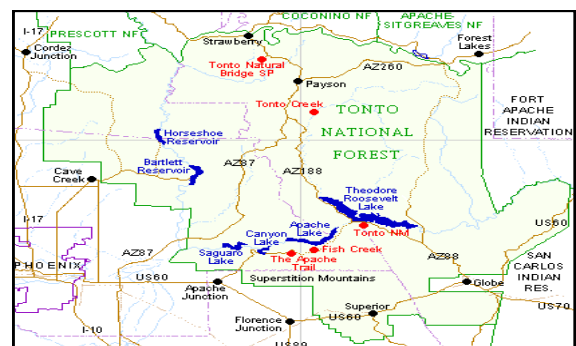 COCONINO NF
APACHE-
SITGREAVES NF
I-17
PRESCOTT NF
Cordez
Junction
Strawberry
Forest
Lakes
Tonto Natural
Bridge SP
AZ260
Payson
Tonto Creek
TONTO
NATIONAL
FOREST
FORT
APACHE
INDIAN
RESERVATION
Horseshoe
Reservoir
Bartlett
Reservoir
AZ87
AZ188
Cave
Creek
Theodore
Roosevelt
Lake
I-17
Apache
Lake
Canyon
Lake
Tonto NM
US60
AZ87
Saguaro
Lake
Fish Creek
The Apache
Trail
AZ88
SAN
CARLOS
INDIAN
RES.
PHOENIX
US60
Superstition Mountains
Apache
Junction
Globe
Superior
US70
Florence
Junction
US60
I-10
US89